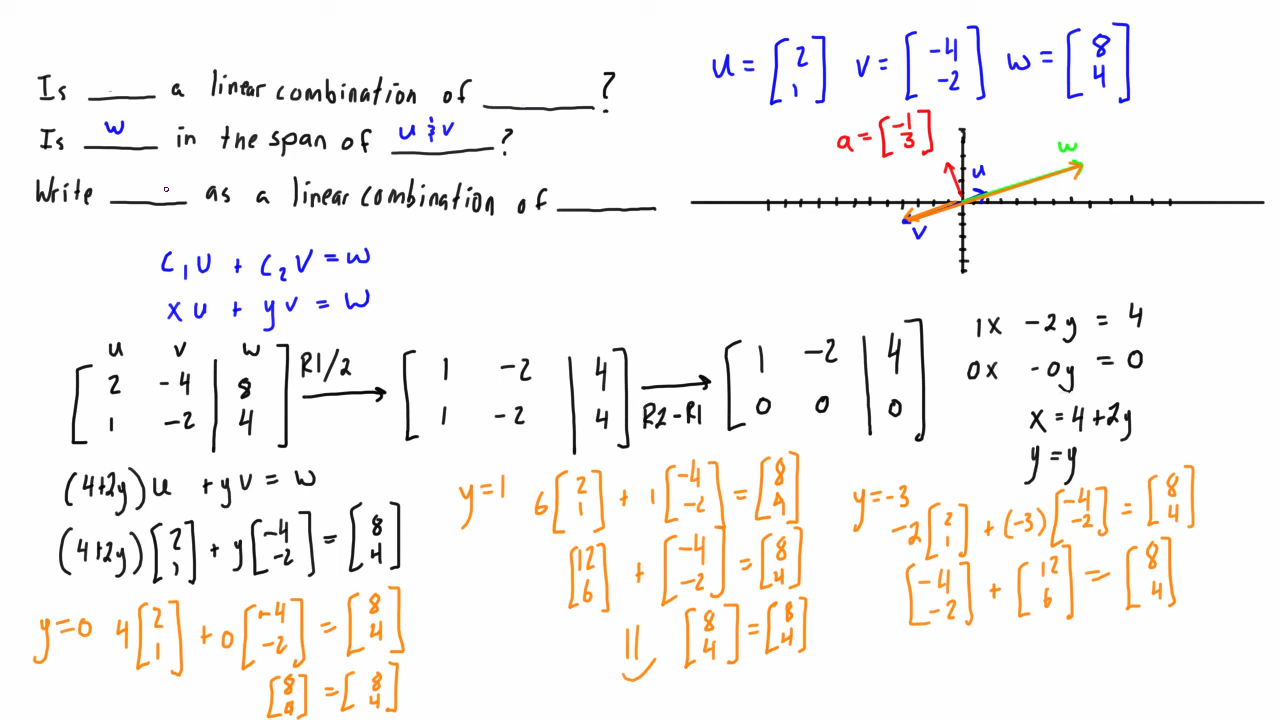 Is ____ a linear combination of ______?
Is w in the span of u & v?
Write ____ as a linear combination of ______
u = [2 1] v = [-4 -2] w = [8 4]
a = [-1 3]
w
u
v
C₁u + C₂v = w
xu + yv = w
u v w
2 -4 | 8
1 -2 | 4
R1/2
1 -2 | 4
1 -2 | 4
R2-R1
1 -2 | 4
0 0 | 0
1x -2y = 4
0x -0y = 0
x = 4+2y
y = y
(4+2y)u + yv = w
(4+2y)[2 1] + y[-4 -2] = [8 4]
y=0 4[2 1] + 0[-4 -2] = [8 4]
[8 4] = [8 4]
y=1 6[2 1] + 1[-4 -2] = [8 4]
[12 6] + [-4 -2] = [8 4]
[8 4] = [8 4]
y=-3
-2[2 1] + (-3)[-4 -2] = [8 4]
[-4 -2] + [12 6] = [8 4]